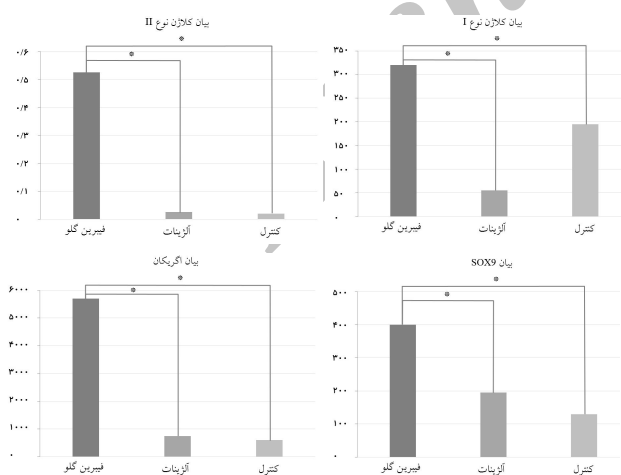 بیان کلاژن نوع I
*
*
۳۵۰
۳۰۰
۲۵۰
۲۰۰
۱۵۰
۱۰۰
۵۰
۰
فیبرین گلو
آلژینات
کنترل
بیان کلاژن نوع II
*
*
۰/۶
۰/۵
۰/۴
۰/۳
۰/۲
۰/۱
۰
فیبرین گلو
آلژینات
کنترل
بیان SOX9
*
*
۵۰۰
۴۰۰
۳۰۰
۲۰۰
۱۰۰
۰
فیبرین گلو
آلژینات
کنترل
بیان اگریکان
*
*
۶۰۰۰
۵۰۰۰
۴۰۰۰
۳۰۰۰
۲۰۰۰
۱۰۰۰
۰
فیبرین گلو
آلژینات
کنترل